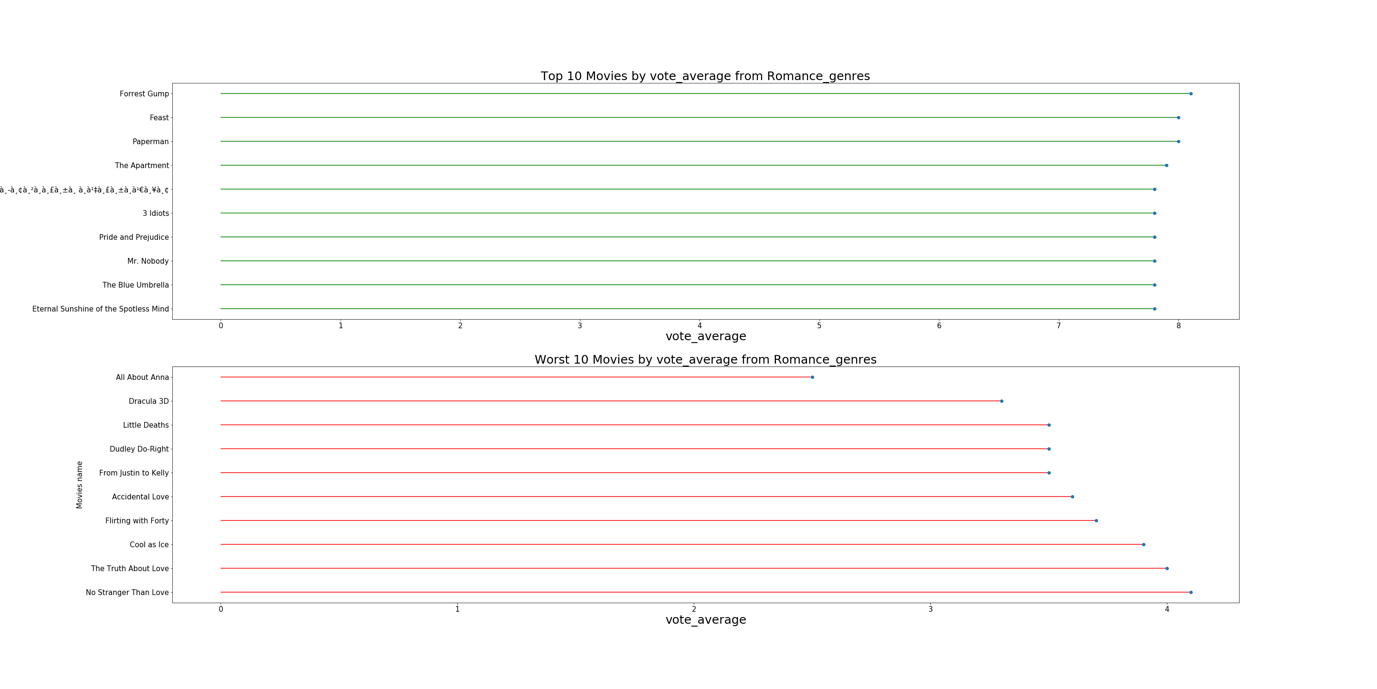 Top 10 Movies by vote_average from Romance_genres
Forrest Gump
Feast
Paperman
The Apartment
3 Idiots
Pride and Prejudice
Mr. Nobody
The Blue Umbrella
Eternal Sunshine of the Spotless Mind
0 1 2 3 4 5 6 7 8
vote_average
Worst 10 Movies by vote_average from Romance_genres
Movies name
All About Anna
Dracula 3D
Little Deaths
Dudley Do-Right
From Justin to Kelly
Accidental Love
Flirting with Forty
Cool as Ice
The Truth About Love
No Stranger Than Love
0 1 2 3 4
vote_average